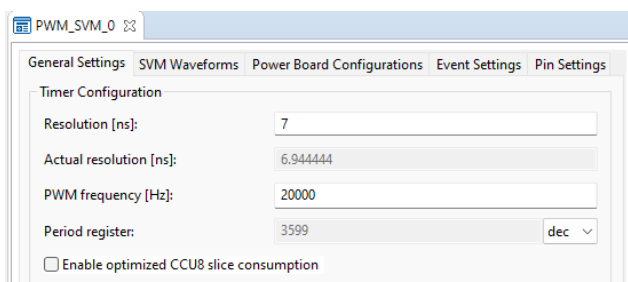 PWM_SVM_0
General Settings SVM Waveforms Power Board Configurations Event Settings Pin Settings
Timer Configuration
Resolution [ns]: 7
Actual resolution [ns]: 6.944444
PWM frequency [Hz]: 20000
Period register: 3599 dec
Enable optimized CCU8 slice consumption